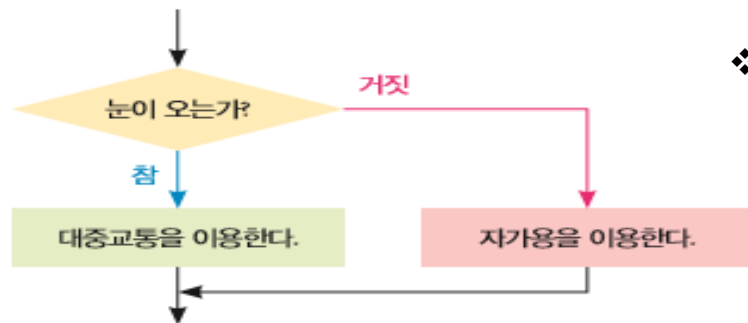 눈이 오는가?
거짓
참
대중교통을 이용한다.
자가용을 이용한다.